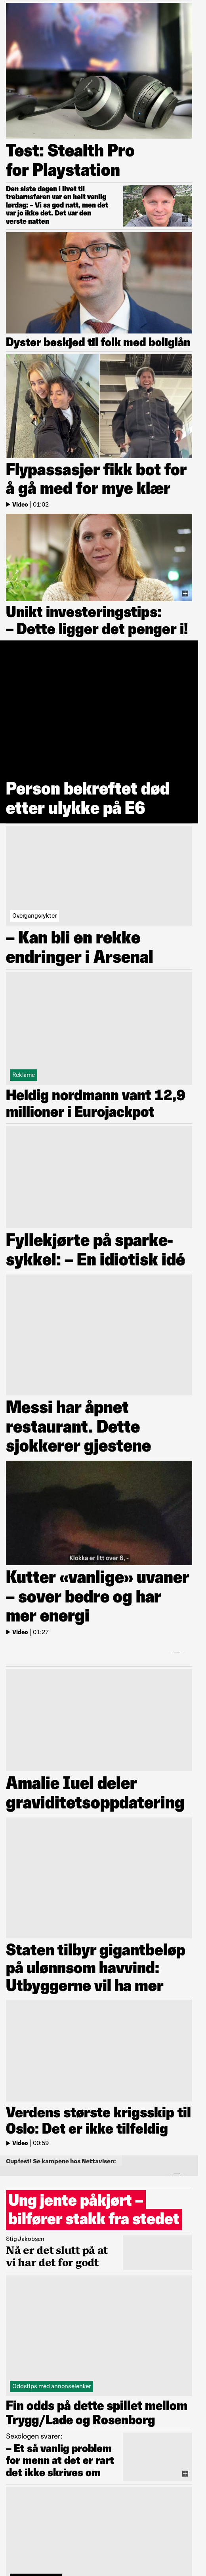 Test: Stealth Pro
for Playstation
Den siste dagen i livet til
trebarnsfaren var en helt vanlig
lørdag: – Vi sa god natt, men det
var jo ikke det. Det var den
verste natten
Dyster beskjed til folk med boliglån
Flypassasjer fikk bot for
å gå med for mye klær
Video | 01:02
Unikt investeringstips:
– Dette ligger det penger i!
Person bekreftet død
etter ulykke på E6
Overgangsrykter
– Kan bli en rekke
endringer i Arsenal
Reklame
Heldig nordmann vant 12,9
millioner i Eurojackpot
Fyllekjørte på sparke-
sykkel: – En idiotisk idé
Messi har åpnet
restaurant. Dette
sjokkerer gjestene
Klokka er litt over 6, -
Kutter «vanlige» uvaner
– sover bedre og har
mer energi
Video | 01:27
Amalie Iuel deler
graviditetsoppdatering
Staten tilbyr gigantbeløp
på ulønnsom havvind:
Utbyggerne vil ha mer
Verdens største krigsskip til
Oslo: Det er ikke tilfeldig
Video | 00:59
Cupfest! Se kampene hos Nettavisen:
Ung jente påkjørt –
bilfører stakk fra stedet
Stig Jakobsen
Nå er det slutt på at
vi har det for godt
Oddstips med annonselenker
Fin odds på dette spillet mellom
Trygg/Lade og Rosenborg
Sexologen svarer:
– Et så vanlig problem
for menn at det er rart
det ikke skrives om